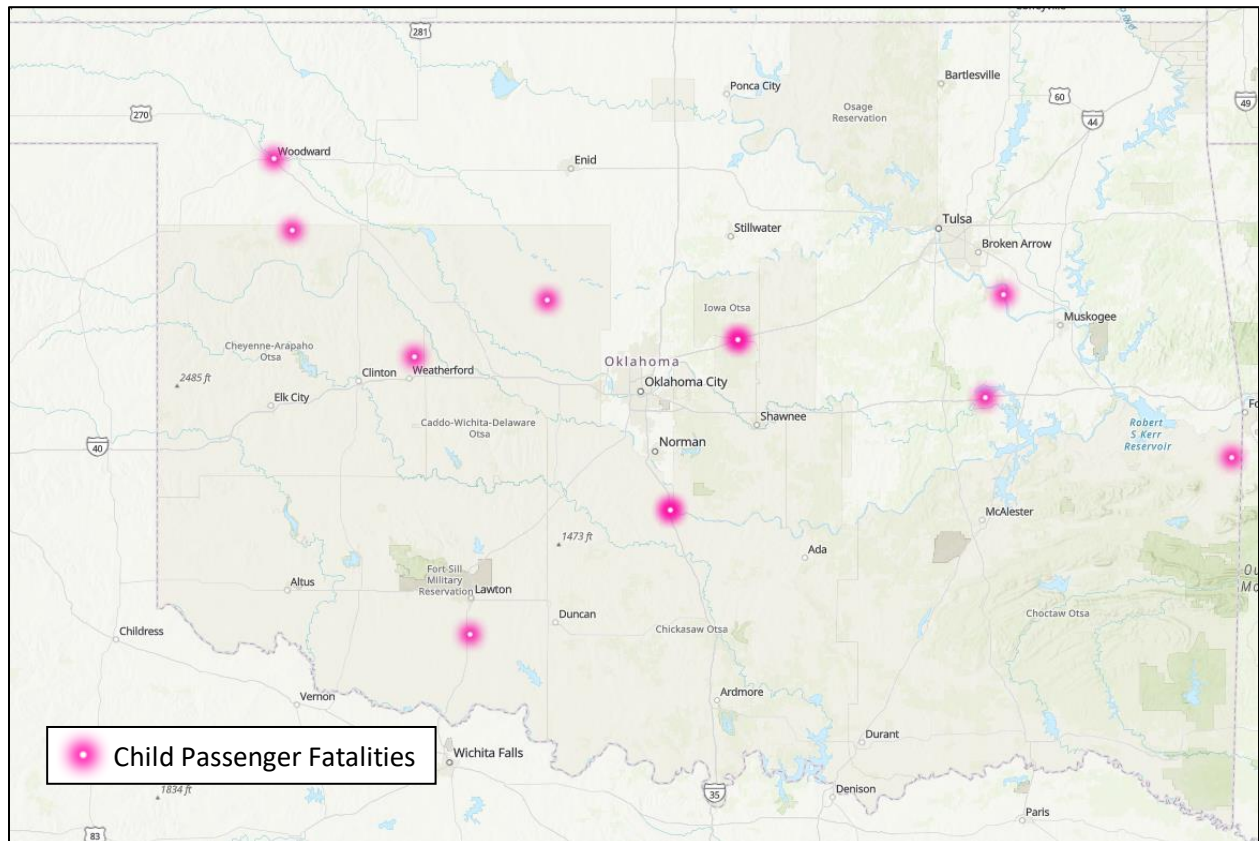 281
Ponca City
Bartlesville
60
49
270
Osage
Reservation
44
Woodward
Enid
Stillwater
Tulsa
Broken Arrow
Iowa Otsa
Muskogee
Cheyenne-Arapaho
Otsa
Oklahoma
2485 ft
Clinton
Weatherford
Oklahoma City
Elk City
Caddo-Wichita-Delaware
Otsa
Shawnee
Robert
S Kerr
Reservoir
40
Norman
McAlester
1473 ft
Ada
Fort Sill
Military
Reservation
Altus
Lawton
Duncan
Chickasaw Otsa
Choctaw Otsa
Childress
Vernon
Ardmore
Durant
Child Passenger Fatalities
Wichita Falls
1834 ft
35
Denison
Paris
83